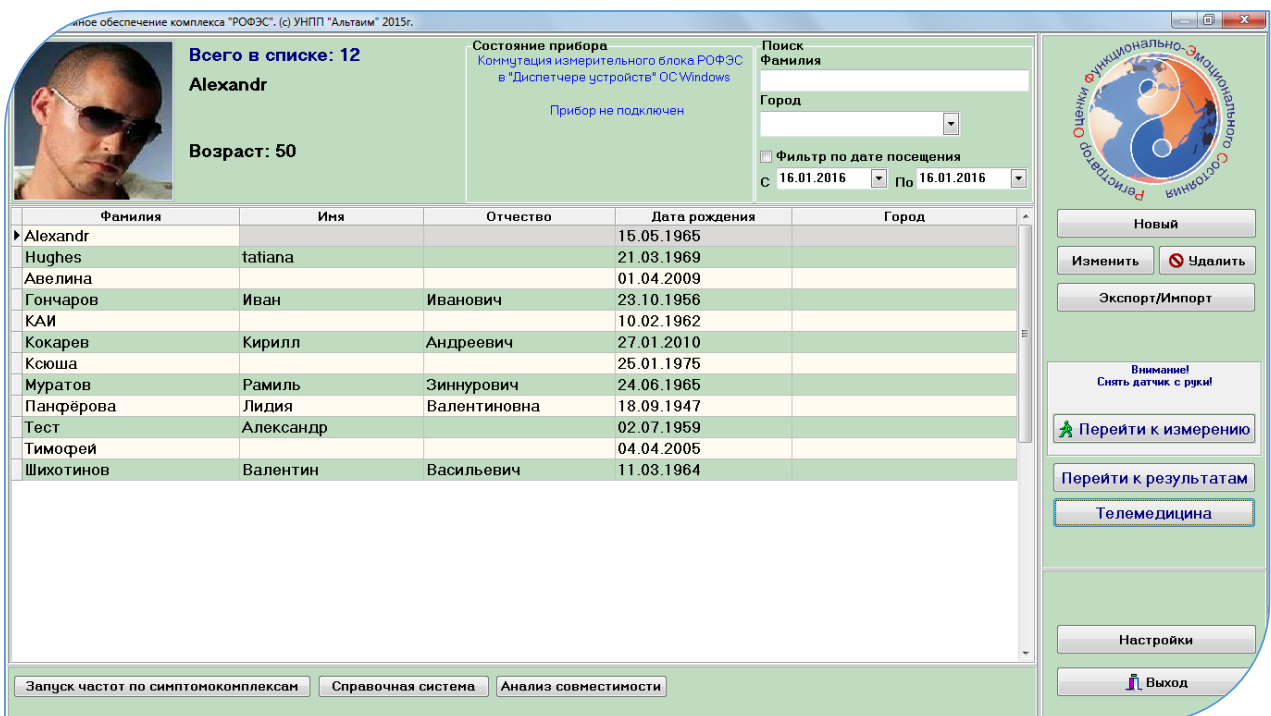 ное обеспечение комплекса "РОФЭС". (с) УНПП "Альтаим" 2015г.
Всего в списке: 12
Alexandr
Возраст: 50
Состояние прибора
Коммутация измерительного блока РОФЭС
в "Диспетчере устройств" ОС Windows
Прибор не подключен
Поиск
Фамилия
Город
Фильтр по дате посещения
С 16.01.2016 По 16.01.2016
Регистратор Оценки Функционально-Эмоционального Состояния
Фамилия Имя Отчество Дата рождения Город
Alexandr 15.05.1965
Hughes tatiana 21.03.1969
Авелина 01.04.2009
Гончаров Иван Иванович 23.10.1956
КАИ 10.02.1962
Кокарев Кирилл Андреевич 27.01.2010
Ксюша 25.01.1975
Муратов Рамиль Зиннурович 24.06.1965
Панфёрова Лидия Валентиновна 18.09.1947
Тест Александр 02.07.1959
Тимофей 04.04.2005
Шихотинов Валентин Васильевич 11.03.1964
Новый
Изменить Удалить
Экспорт/Импорт
Внимание!
Снять датчик с руки!
Перейти к измерению
Перейти к результатам
Телемедицина
Настройки
Выход
Запуск частот по симптомокомплексам Справочная система Анализ совместимости